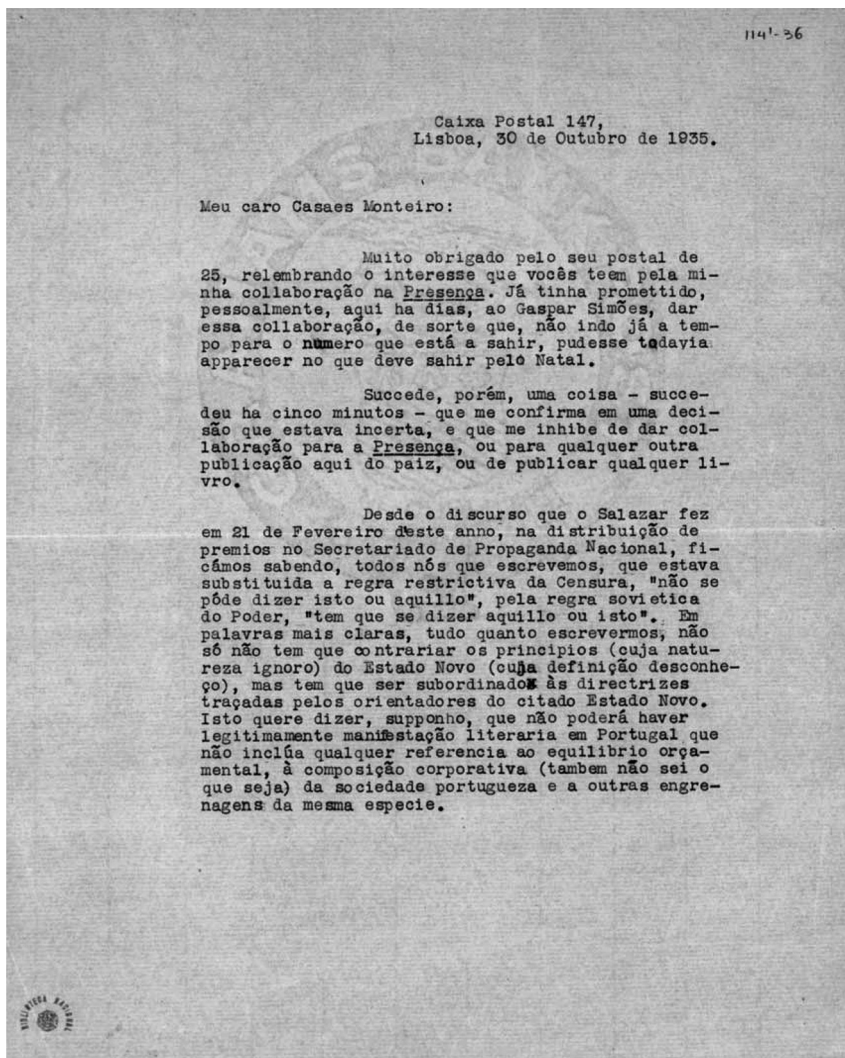 114¹-36
Caixa Postal 147,
Lisboa, 30 de Outubro de 1935.
Meu caro Casaes Monteiro:
Muito obrigado pelo seu postal de
25, relembrando o interesse que vocês teem pela mi-
nha collaboração na Presença. Já tinha promettido,
pessoalmente, aqui ha dias, ao Gaspar Simões, dar
essa collaboração, de sorte que, não indo já a tem-
po para o numero que está a sahir, pudesse todavia
apparecer no que deve sahir pelo Natal.
Succede, porém, uma coisa - succe-
deu ha cinco minutos - que me confirma em uma deci-
são que estava incerta, e que me inhibe de dar col-
laboração para a Presença, ou para qualquer outra
publicação aqui do paiz, ou de publicar qualquer li-
vro.
Desde o discurso que o Salazar fez
em 21 de Fevereiro d'este anno, na distribuição de
premios no Secretariado de Propaganda Nacional, fi-
cámos sabendo, todos nós que escrevemos, que estava
substituida a regra restrictiva da Censura, "não se
póde dizer isto ou aquillo", pela regra sovietica
do Poder, "tem que se dizer aquillo ou isto". Em
palavras mais claras, tudo quanto escrevermos, não
só não tem que contrariar os principios (cuja natu-
reza ignoro) do Estado Novo (cuja definição desconhe-
ço), mas tem que ser subordinado às directrizes
traçadas pelos orientadores do citado Estado Novo.
Isto quere dizer, supponho, que não poderá haver
legitimamente manifestação literaria em Portugal que
não inclúa qualquer referencia ao equilibrio orça-
mental, à composição corporativa (tambem não sei o
que seja) da sociedade portugueza e a outras engre-
nagens da mesma especie.
BIBLIOTECA NACIONAL